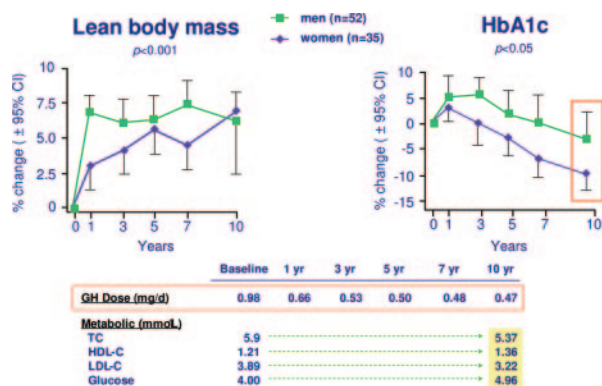 Lean body mass
p<0.001
men (n=52)
women (n=35)
HbA1c
p<0.05
% change ( ± 95% CI)
10
7.5
5.0
2.5
0
0 1 3 5 7 10
Years
% change ( ± 95% CI)
10
5
0
-5
-10
-15
0 1 3 5 7 10
Years
Baseline 1 yr 3 yr 5 yr 7 yr 10 yr
GH Dose (mg/d) 0.98 0.66 0.53 0.50 0.48 0.47
Metabolic (mmol/L)
TC 5.9 5.37
HDL-C 1.21 1.36
LDL-C 3.89 3.22
Glucose 4.00 4.96